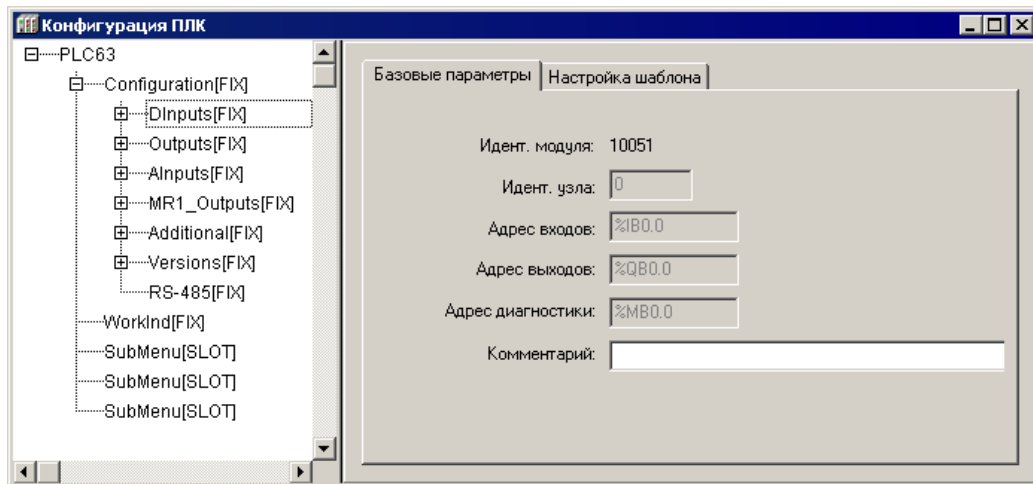 Конфигурация ПЛК
PLC63
Configuration[FIX]
DInputs[FIX]
Outputs[FIX]
AInputs[FIX]
MR1_Outputs[FIX]
Additional[FIX]
Versions[FIX]
RS-485[FIX]
WorkInd[FIX]
SubMenu[SLOT]
SubMenu[SLOT]
SubMenu[SLOT]
Базовые параметры Настройка шаблона
Идент. модуля: 10051
Идент. узла: 0
Адрес входов: %IB0.0
Адрес выходов: %QB0.0
Адрес диагностики: %MB0.0
Комментарий: